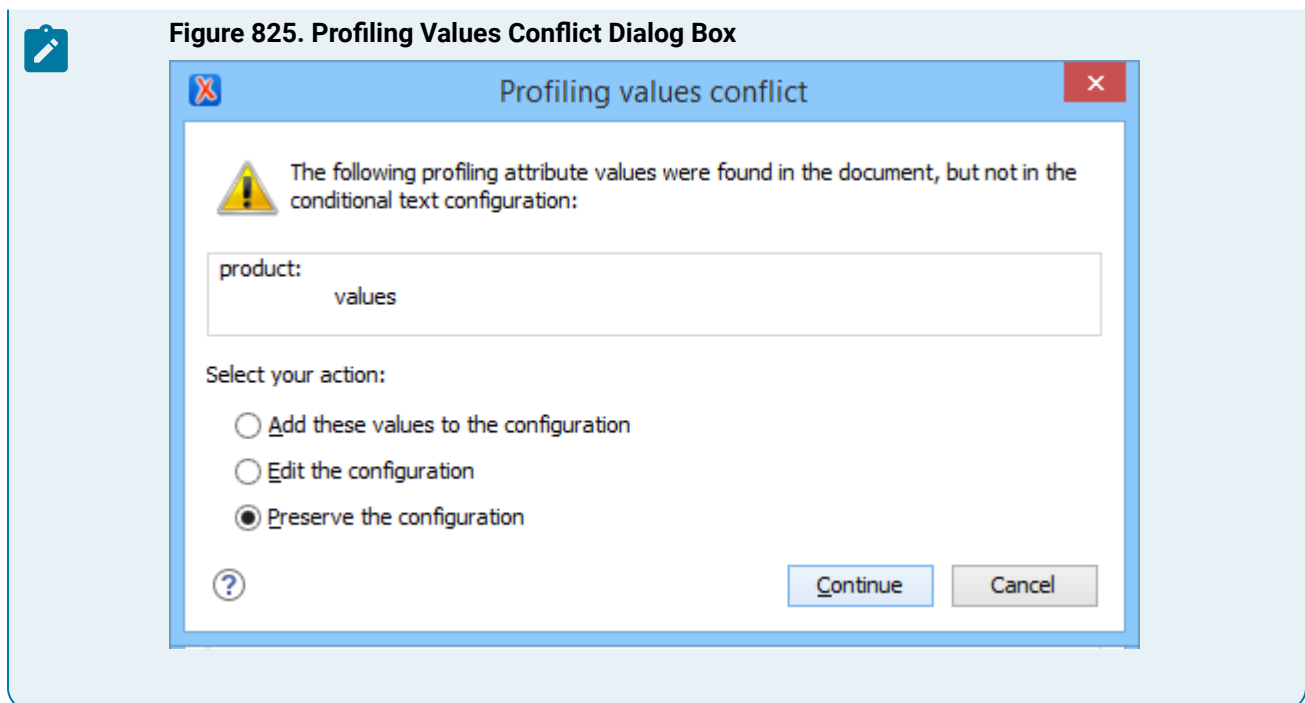 Figure 825. Profiling Values Conflict Dialog Box
Profiling values conflict
The following profiling attribute values were found in the document, but not in the
conditional text configuration:
product:
values
Select your action:
Add these values to the configuration
Edit the configuration
Preserve the configuration
Continue
Cancel